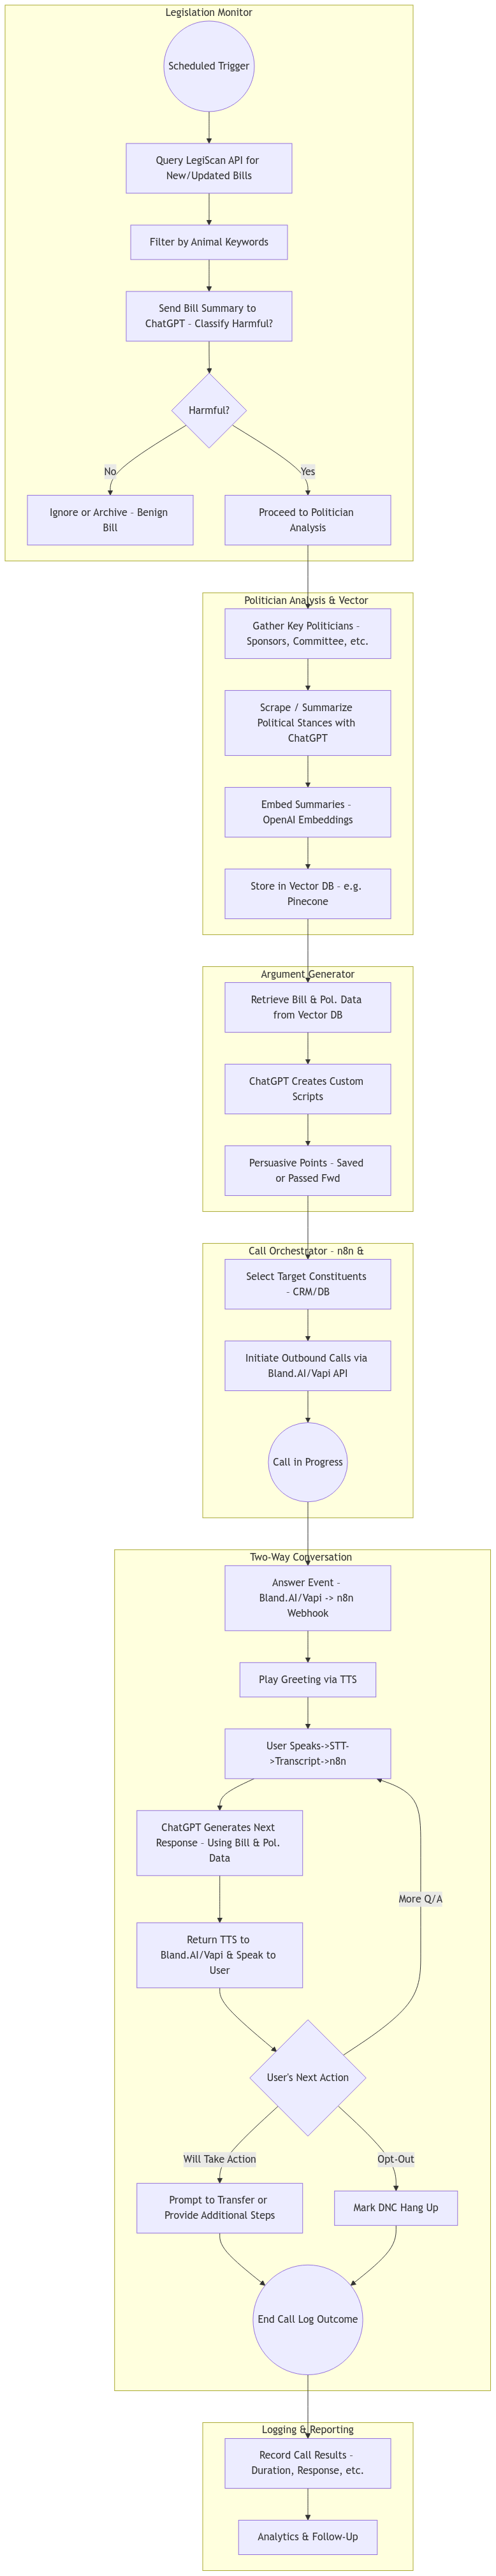 Legislation Monitor
Scheduled Trigger
Query LegiScan API for
New/Updated Bills
Filter by Animal Keywords
Send Bill Summary to
ChatGPT - Classify Harmful?
Harmful?
No
Yes
Ignore or Archive - Benign
Bill
Proceed to Politician
Analysis
Politician Analysis & Vector
Gather Key Politicians -
Sponsors, Committee, etc.
Scrape / Summarize
Political Stances with
ChatGPT
Embed Summaries -
OpenAI Embeddings
Store in Vector DB - e.g.
Pinecone
Argument Generator
Retrieve Bill & Pol. Data
from Vector DB
ChatGPT Creates Custom
Scripts
Persuasive Points - Saved
or Passed Fwd
Call Orchestrator - n8n &
Select Target Constituents
- CRM/DB
Initiate Outbound Calls via
Bland.AI/Vapi API
Call in Progress
Two-Way Conversation
Answer Event -
Bland.AI/Vapi -> n8n
Webhook
Play Greeting via TTS
User Speaks->STT-
>Transcript->n8n
ChatGPT Generates Next
Response - Using Bill & Pol.
Data
More Q/A
Return TTS to
Bland.AI/Vapi & Speak to
User
User's Next Action
Will Take Action
Opt-Out
Prompt to Transfer or
Provide Additional Steps
Mark DNC Hang Up
End Call Log Outcome
Logging & Reporting
Record Call Results -
Duration, Response, etc.
Analytics & Follow-Up